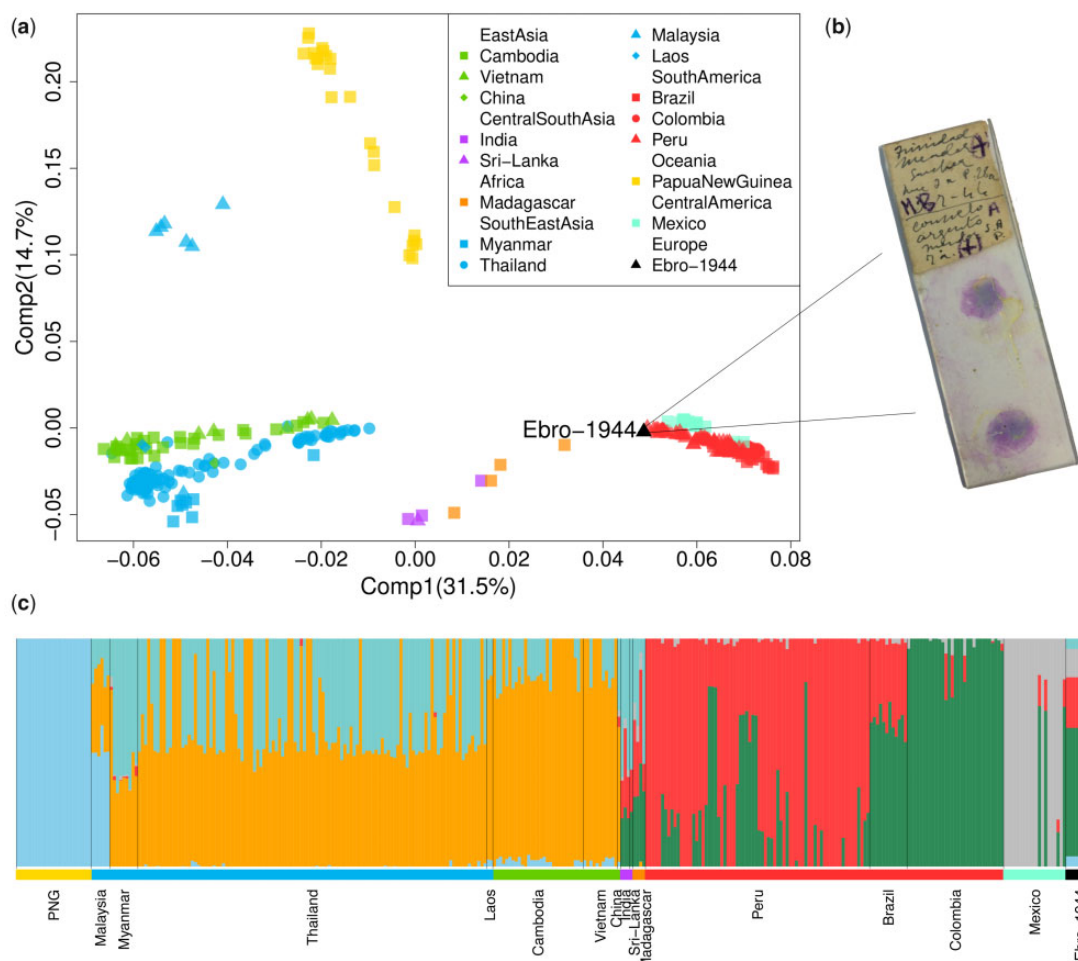 (a)
0.20
0.15
0.10
0.05
0.00
−0.05
Comp2(14.7%)
EastAsia
Cambodia
Vietnam
China
CentralSouthAsia
India
Sri−Lanka
Africa
Madagascar
SouthEastAsia
Myanmar
Thailand
Malaysia
Laos
SouthAmerica
Brazil
Colombia
Peru
Oceania
PapuaNewGuinea
CentralAmerica
Mexico
Europe
Ebro−1944
Ebro−1944
−0.06 −0.04 −0.02 0.00 0.02 0.04 0.06 0.08
Comp1(31.5%)
(b)
Trinidad
(c)
PNG
Malaysia
Myanmar
Thailand
Laos
Cambodia
Vietnam
China
India
Sri−Lanka
Madagascar
Peru
Brazil
Colombia
Mexico
Ebro−1944